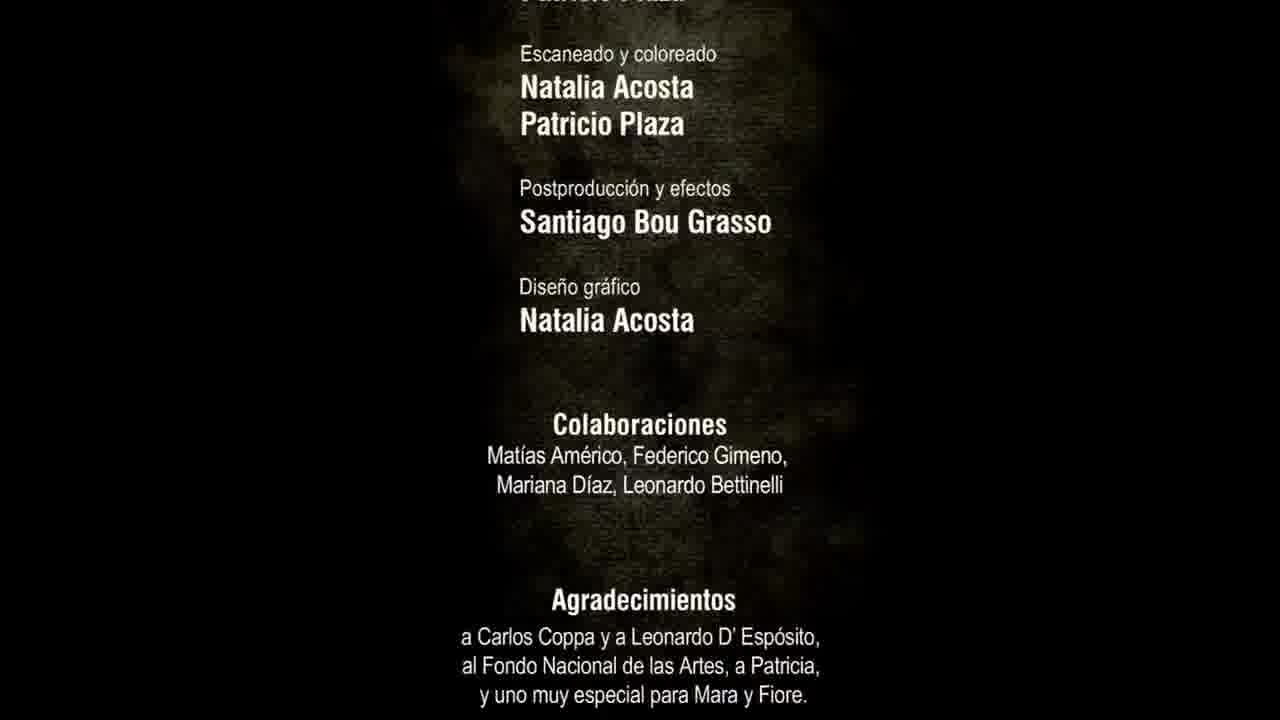 Escaneado y coloreado
Natalia Acosta
Patricio Plaza
Postproducción y efectos
Santiago Bou Grasso
Diseño gráfico
Natalia Acosta
Colaboraciones
Matías Américo, Federico Gimeno,
Mariana Díaz, Leonardo Bettinelli
Agradecimientos
a Carlos Coppa y a Leonardo D' Espósito,
al Fondo Nacional de las Artes, a Patricia,
y uno muy especial para Mara y Fiore.